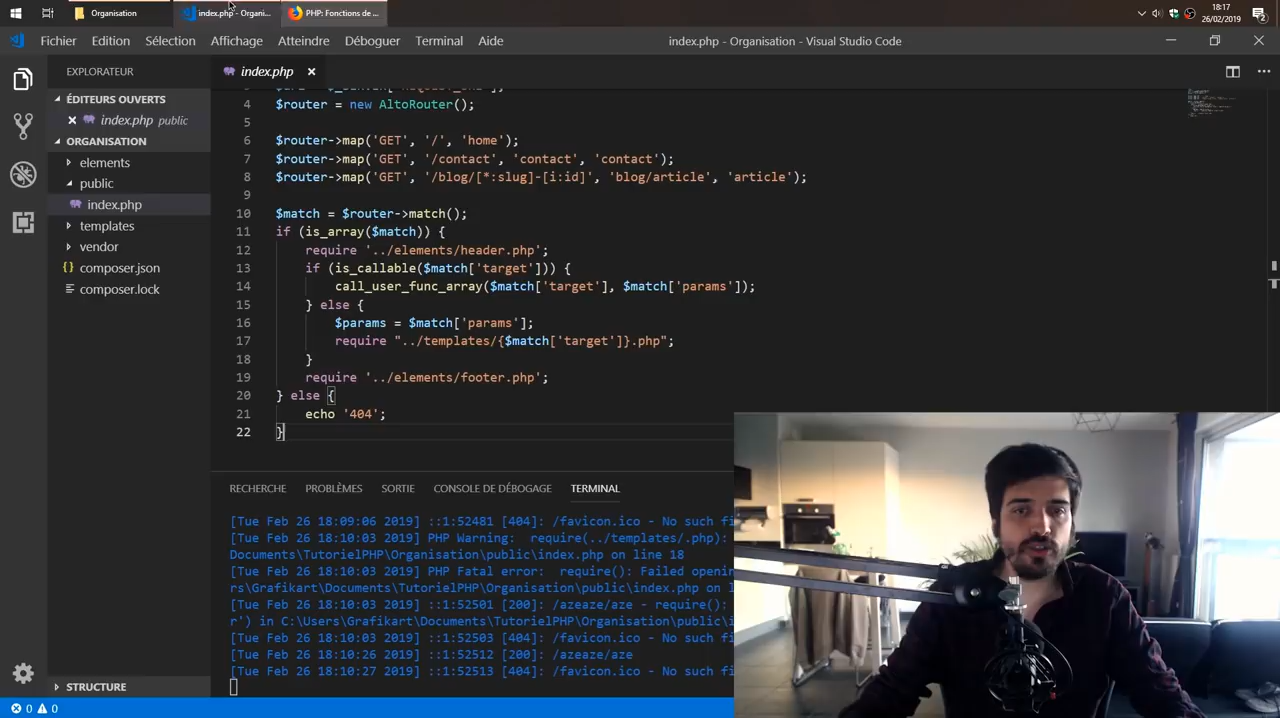 Organisation
index.php - Organi...
PHP: Fonctions de ...
18:17
26/02/2019
2
Fichier Edition Sélection Affichage Atteindre Déboguer Terminal Aide
index.php - Organisation - Visual Studio Code
EXPLORATEUR
index.php
ÉDITEURS OUVERTS
index.php public
ORGANISATION
elements
public
index.php
templates
vendor
composer.json
composer.lock
STRUCTURE
4 $router = new AltoRouter();
5
6 $router->map('GET', '/', 'home');
7 $router->map('GET', '/contact', 'contact', 'contact');
8 $router->map('GET', '/blog/[*:slug]-[i:id]', 'blog/article', 'article');
9
10 $match = $router->match();
11 if (is_array($match)) {
12 require '../elements/header.php';
13 if (is_callable($match['target'])) {
14 call_user_func_array($match['target'], $match['params']);
15 } else {
16 $params = $match['params'];
17 require "../templates/{$match['target']}.php";
18 }
19 require '../elements/footer.php';
20 } else {
21 echo '404';
22 }
RECHERCHE PROBLÈMES SORTIE CONSOLE DE DÉBOGAGE TERMINAL
[Tue Feb 26 18:09:06 2019] ::1:52481 [404]: /favicon.ico - No such fi
[Tue Feb 26 18:10:03 2019] PHP Warning: require(../templates/.php):
Documents\TutorielPHP\Organisation\public\index.php on line 18
[Tue Feb 26 18:10:03 2019] PHP Fatal error: require(): Failed openin
rs\Grafikart\Documents\TutorielPHP\Organisation\public\index.php on l
[Tue Feb 26 18:10:03 2019] ::1:52501 [200]: /azeaze/aze - require():
r') in C:\Users\Grafikart\Documents\TutorielPHP\Organisation\public\i
[Tue Feb 26 18:10:03 2019] ::1:52503 [404]: /favicon.ico - No such fi
[Tue Feb 26 18:10:26 2019] ::1:52512 [200]: /azeaze/aze
[Tue Feb 26 18:10:27 2019] ::1:52513 [404]: /favicon.ico - No such fi
0 0